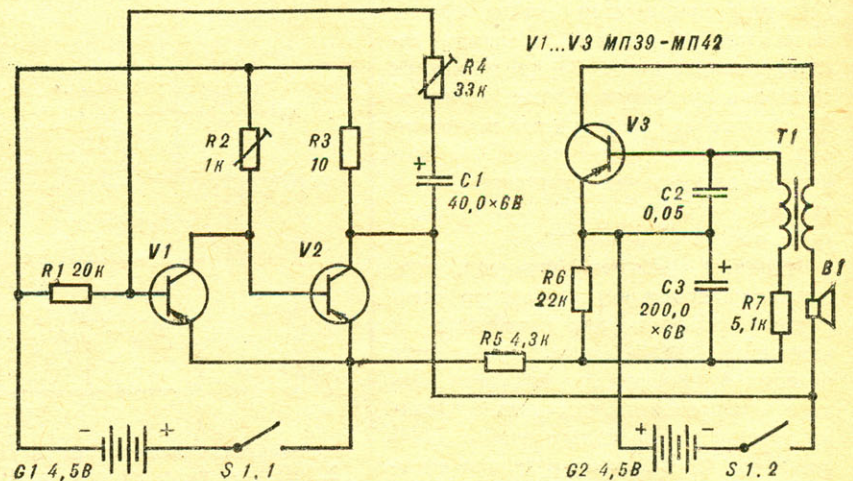 V1...V3 МП39-МП42
R4
33к
R2
1к
R3
10
V3
T1
+
C1
40,0×6В
C2
0,05
V1
V2
R1 20к
R6
22к
+
C3
200,0
×6В
B1
R7
5,1к
R5 4,3к
- +
+ -
G1 4,5В
S1.1
G2 4,5В
S1.2